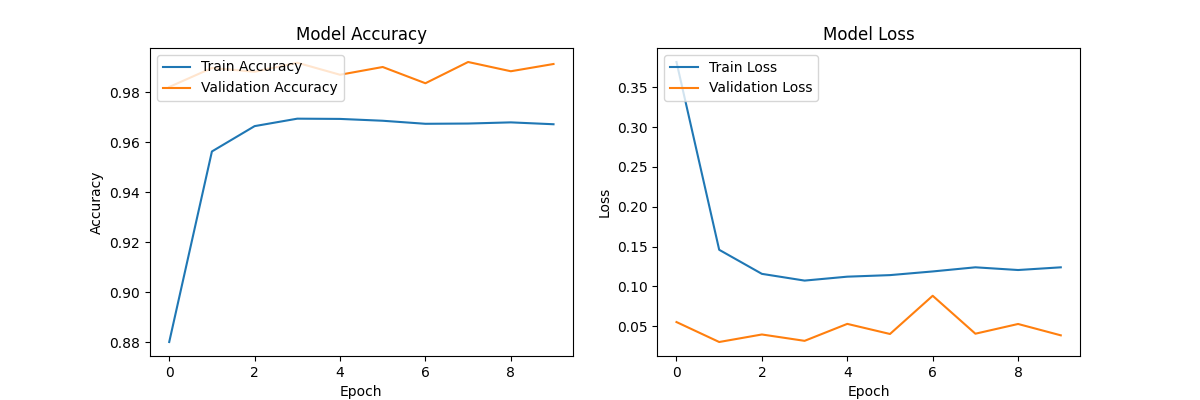 Model Accuracy
Train Accuracy
Validation Accuracy
0.98
0.96
0.94
0.92
0.90
0.88
Accuracy
0 2 4 6 8
Epoch
Model Loss
Train Loss
Validation Loss
0.35
0.30
0.25
0.20
0.15
0.10
0.05
Loss
0 2 4 6 8
Epoch